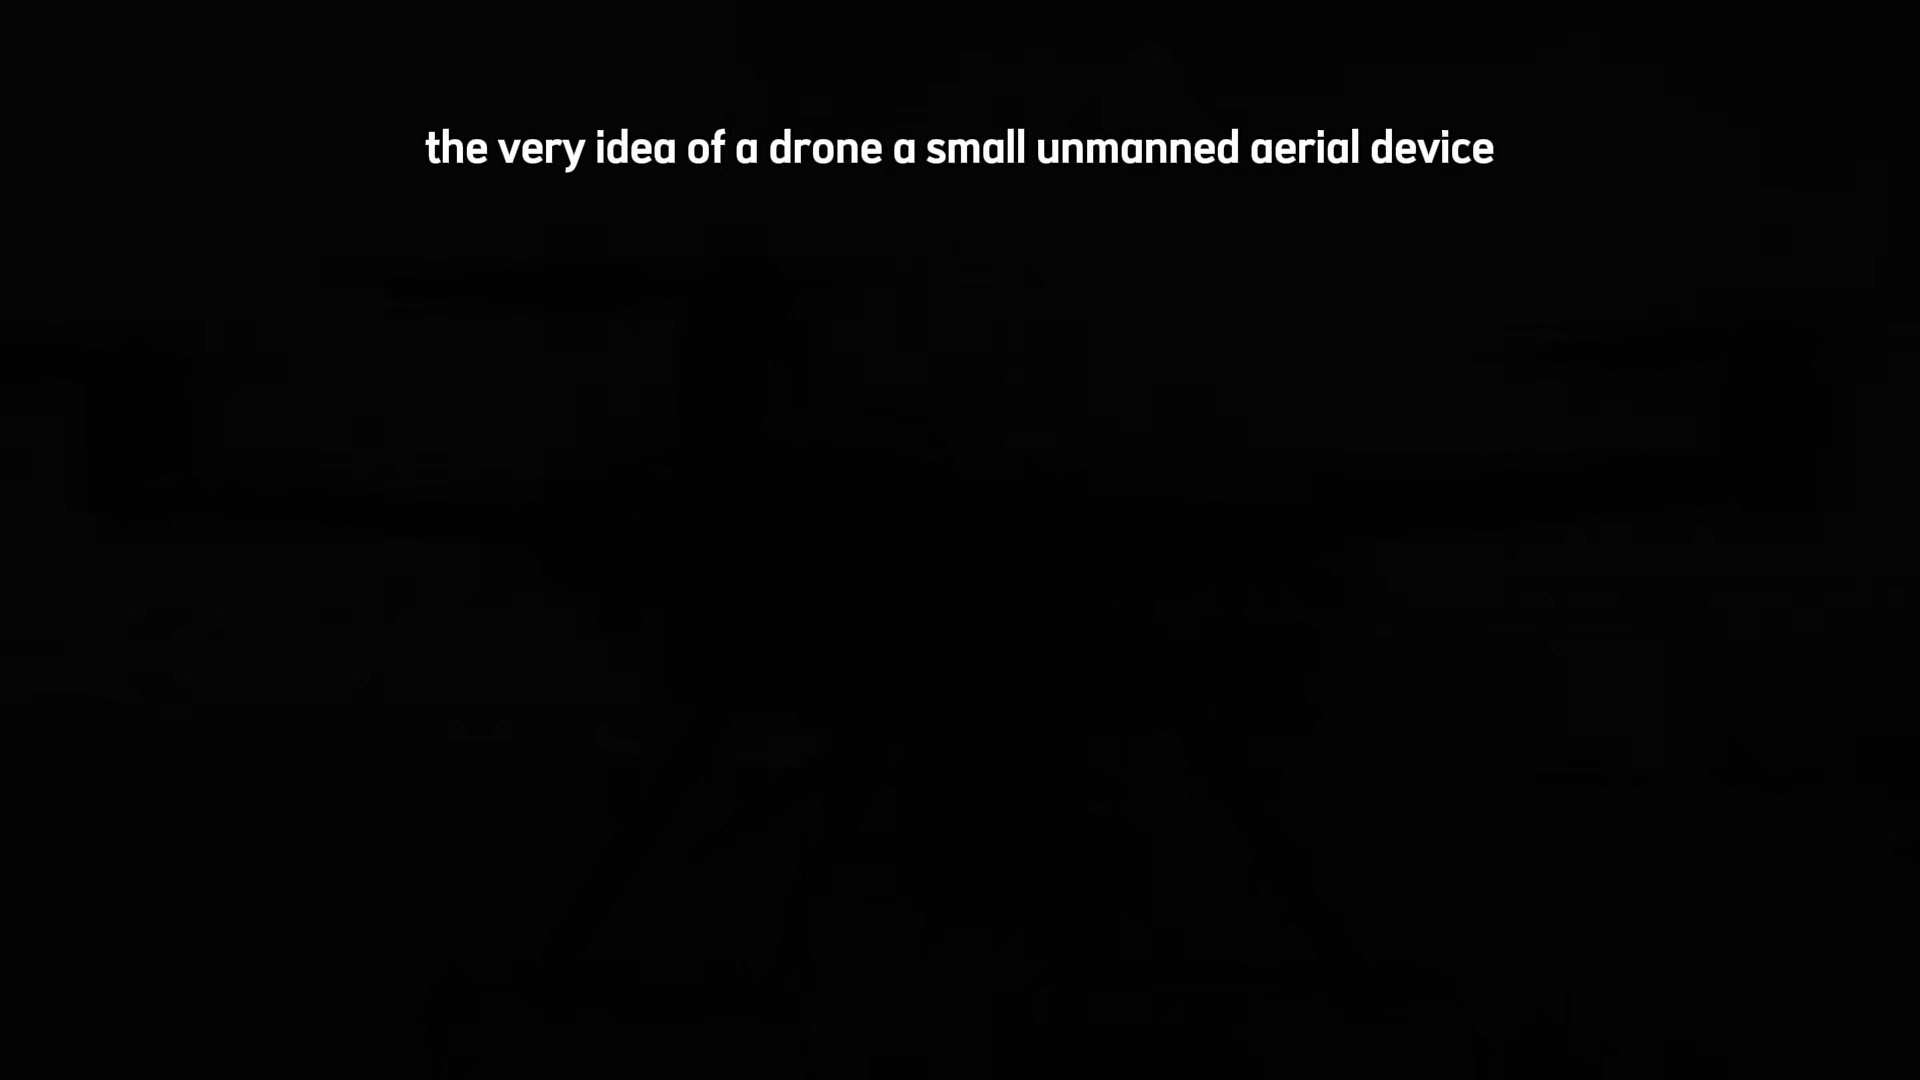 the very idea of a drone a small unmanned aerial device